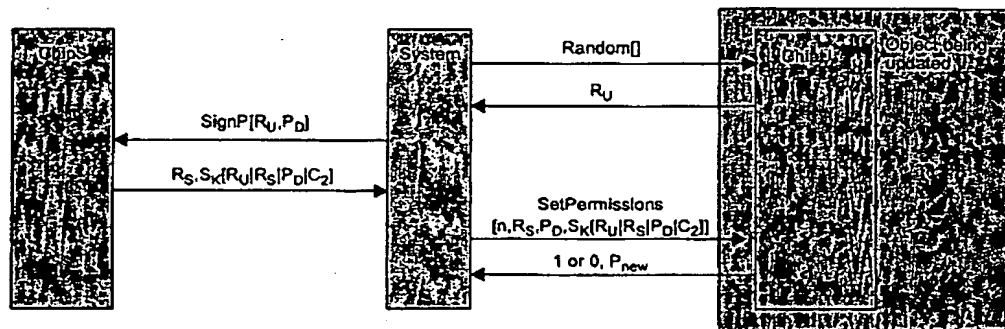 ChipS
System
Object being
updated
Random[]
R_U
SignP[R_U,P_D]
R_S,S_K[R_U|R_S|P_D|C_2]
SetPermissions
[n,R_S,P_D,S_K[R_U|R_S|P_D|C_2]]
1 or 0, P_new